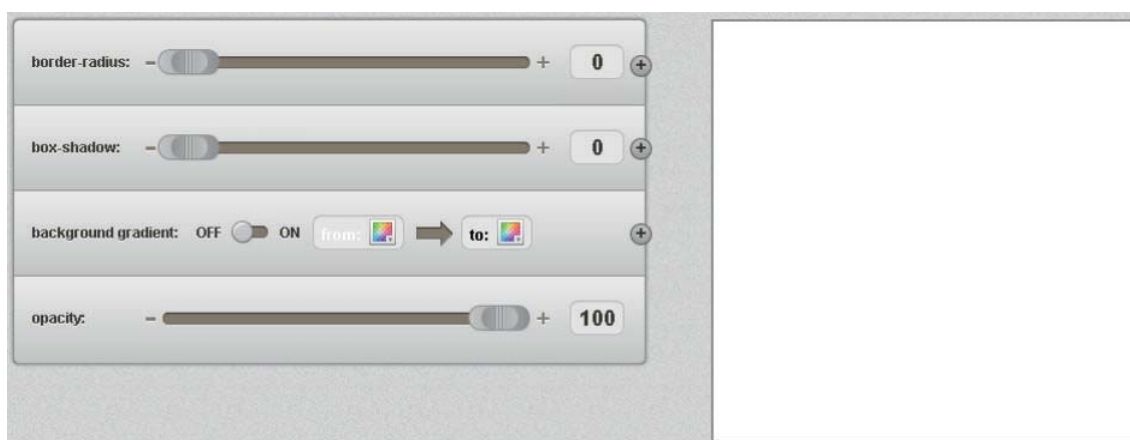 border-radius: - + 0 +
box-shadow: - + 0 +
background gradient: OFF ON from: to: +
opacity: - + 100